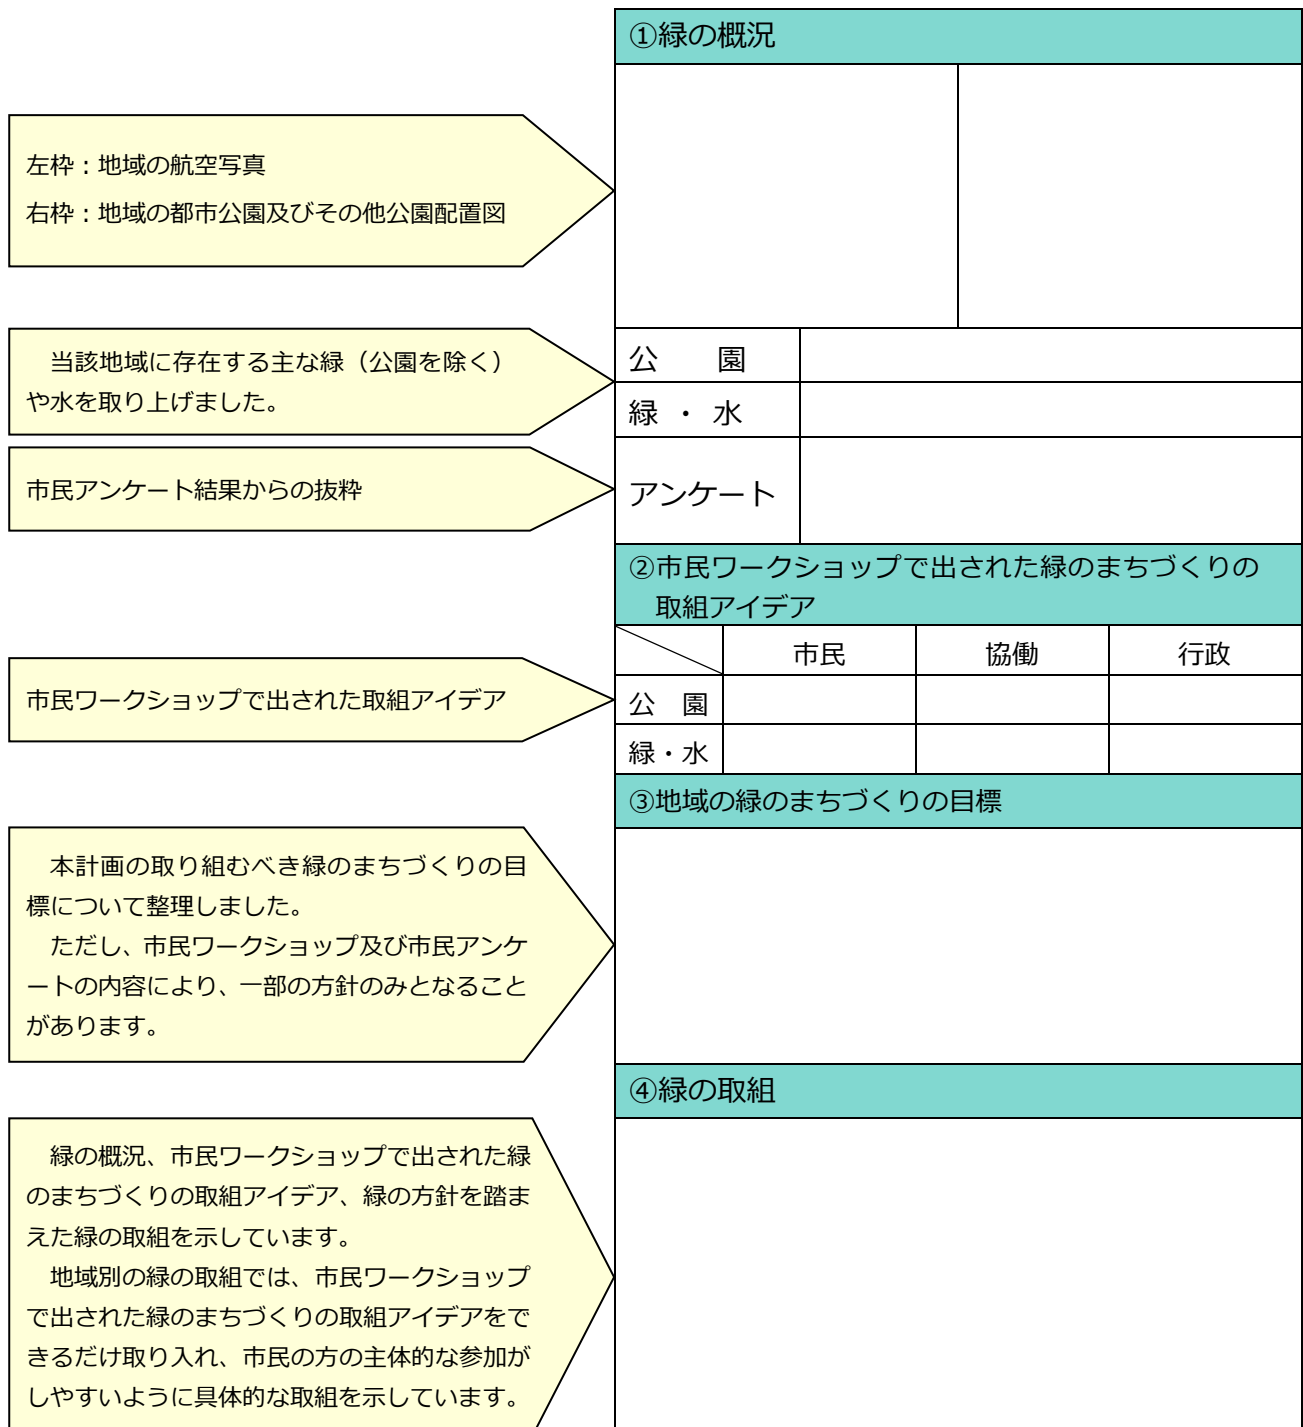 ①緑の概況
左枠：地域の航空写真
右枠：地域の都市公園及びその他公園配置図
当該地域に存在する主な緑（公園を除く）
や水を取り上げました。
公　園
緑・水
市民アンケート結果からの抜粋
アンケート
②市民ワークショップで出された緑のまちづくりの
取組アイデア
市民　協働　行政
市民ワークショップで出された取組アイデア
公　園
緑・水
③地域の緑のまちづくりの目標
本計画の取り組むべき緑のまちづくりの目
標について整理しました。
ただし、市民ワークショップ及び市民アンケ
ートの内容により、一部の方針のみとなること
があります。
④緑の取組
緑の概況、市民ワークショップで出された緑
のまちづくりの取組アイデア、緑の方針を踏ま
えた緑の取組を示しています。
地域別の緑の取組では、市民ワークショップ
で出された緑のまちづくりの取組アイデアをで
きるだけ取り入れ、市民の方の主体的な参加が
しやすいように具体的な取組を示しています。